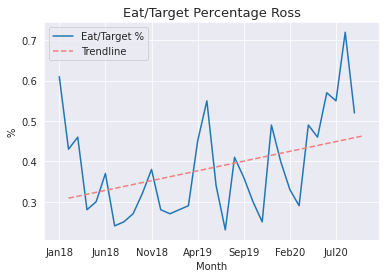 Eat/Target Percentage Ross
Eat/Target %
Trendline
0.7
0.6
0.5
0.4
0.3
%
Jan18 Jun18 Nov18 Apr19 Sep19 Feb20 Jul20
Month